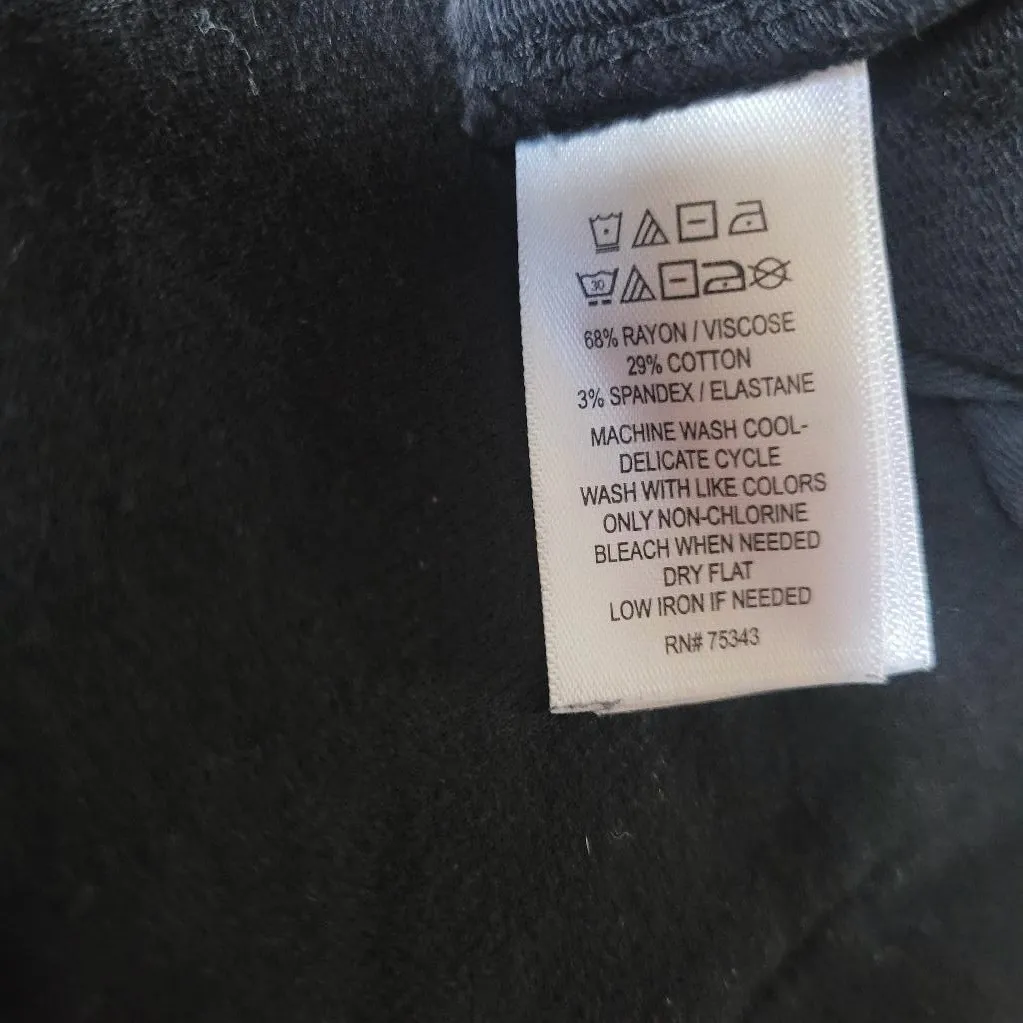 30
68% RAYON / VISCOSE
29% COTTON
3% SPANDEX / ELASTANE
MACHINE WASH COOL-
DELICATE CYCLE
WASH WITH LIKE COLORS
ONLY NON-CHLORINE
BLEACH WHEN NEEDED
DRY FLAT
LOW IRON IF NEEDED
RN# 75343